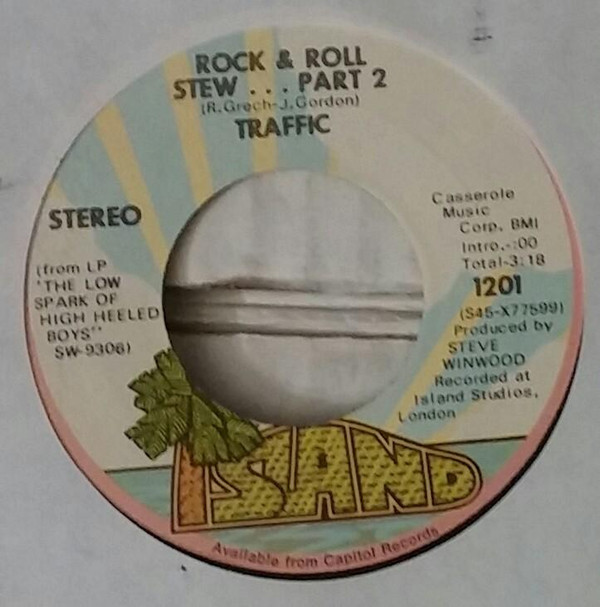 ROCK & ROLL
STEW . . . PART 2
(R.Grech-J.Gordon)
TRAFFIC
STEREO
(from LP
"THE LOW
SPARK OF
HIGH HEELED
BOYS"
SW-9306)
Casserole
Music
Corp. BMI
Intro.-:00
Total-3:18
1201
(S45-X77599)
Produced by
STEVE
WINWOOD
Recorded at
Island Studios,
London
ISLAND
Available from Capitol Records